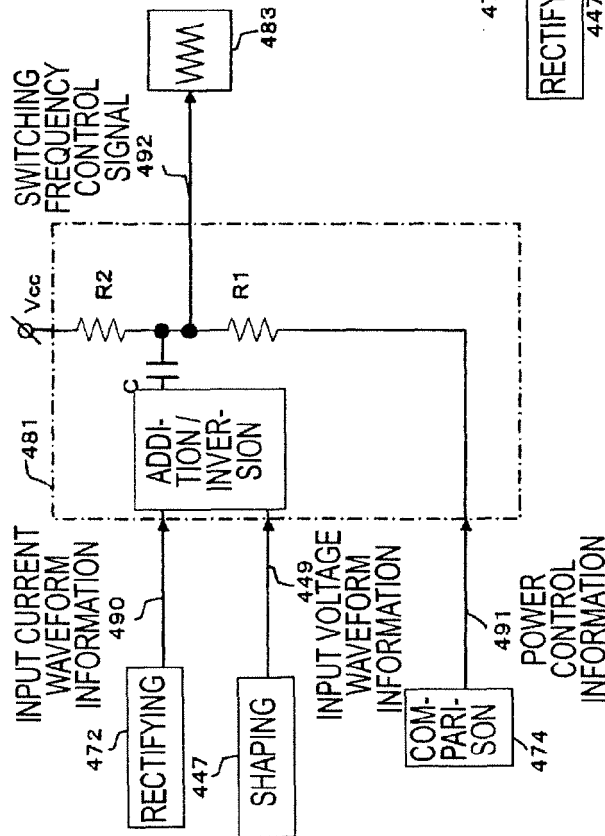 SWITCHING
FREQUENCY
CONTROL
SIGNAL
492
483
Vcc
R2
R1
C
481
ADDI-
TION/
INVER-
SION
INPUT CURRENT
WAVEFORM
INFORMATION
490
472
RECTIFYING
447
SHAPING
449
INPUT VOLTAGE
WAVEFORM
INFORMATION
COM-
PARI-
SON
474
491
POWER
CONTROL
INFORMATION
47
RECTIFY
447